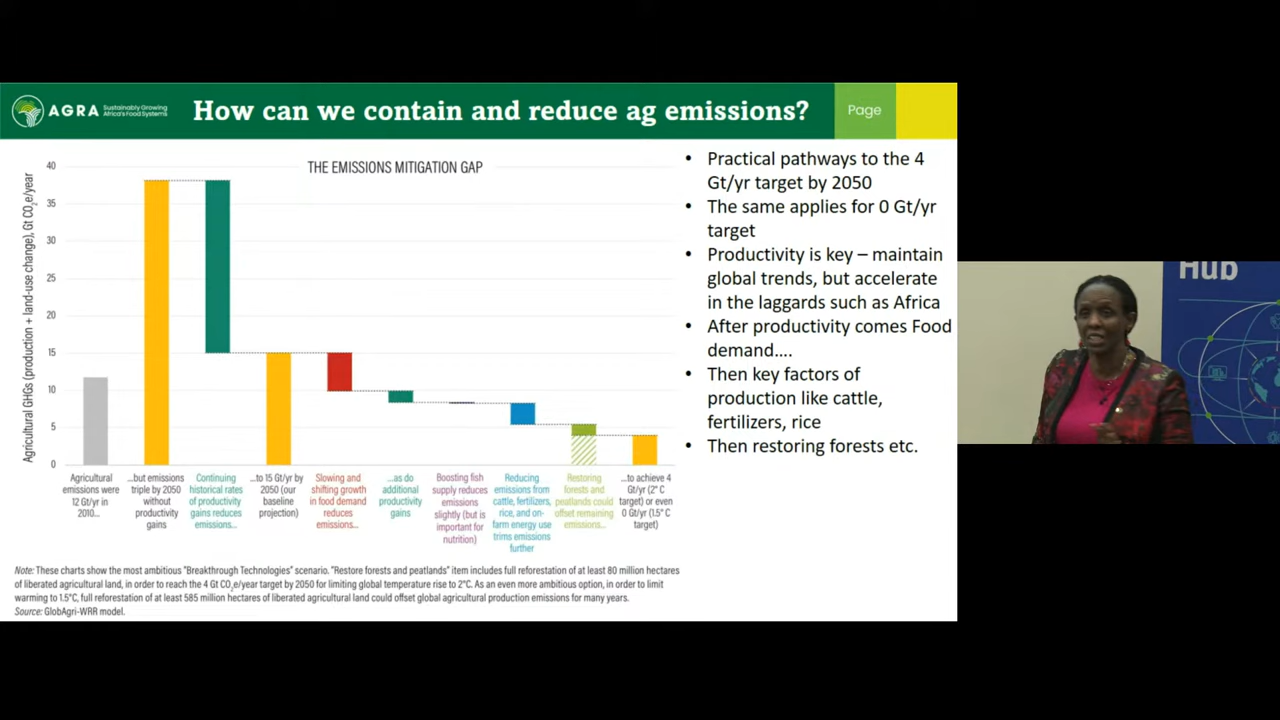 AGRA
Sustainably Growing
Africa's Food Systems
How can we contain and reduce ag emissions?
Page
THE EMISSIONS MITIGATION GAP
Agricultural GHGs (production + land-use change), Gt CO2e/year
40
35
30
25
20
15
10
5
0
Agricultural
emissions were
12 Gt/yr in
2010...
...but emissions
triple by 2050
without
productivity
gains
Continuing
historical rates
of productivity
gains reduces
emissions...
...to 15 Gt/yr by
2050 (our
baseline
projection)
Slowing and
shifting growth
in food demand
reduces
emissions...
...as do
additional
productivity
gains
Boosting fish
supply reduces
emissions
slightly (but is
important for
nutrition)
Reducing
emissions from
cattle, fertilizers,
rice, and on-
farm energy use
trims emissions
further
Restoring
forests and
peatlands could
offset remaining
emissions...
...to achieve 4
Gt/yr (2° C
target) or even
0 Gt/yr (1.5° C
target)
Note: These charts show the most ambitious "Breakthrough Technologies" scenario. "Restore forests and peatlands" item includes full reforestation of at least 80 million hectares
of liberated agricultural land, in order to reach the 4 Gt CO2e/year target by 2050 for limiting global temperature rise to 2°C. As an even more ambitious option, in order to limit
warming to 1.5°C, full reforestation of at least 585 million hectares of liberated agricultural land could offset global agricultural production emissions for many years.
Source: GlobAgri-WRR model.
• Practical pathways to the 4
Gt/yr target by 2050
• The same applies for 0 Gt/yr
target
• Productivity is key – maintain
global trends, but accelerate
in the laggards such as Africa
• After productivity comes Food
demand....
• Then key factors of
production like cattle,
fertilizers, rice
• Then restoring forests etc.
Hub